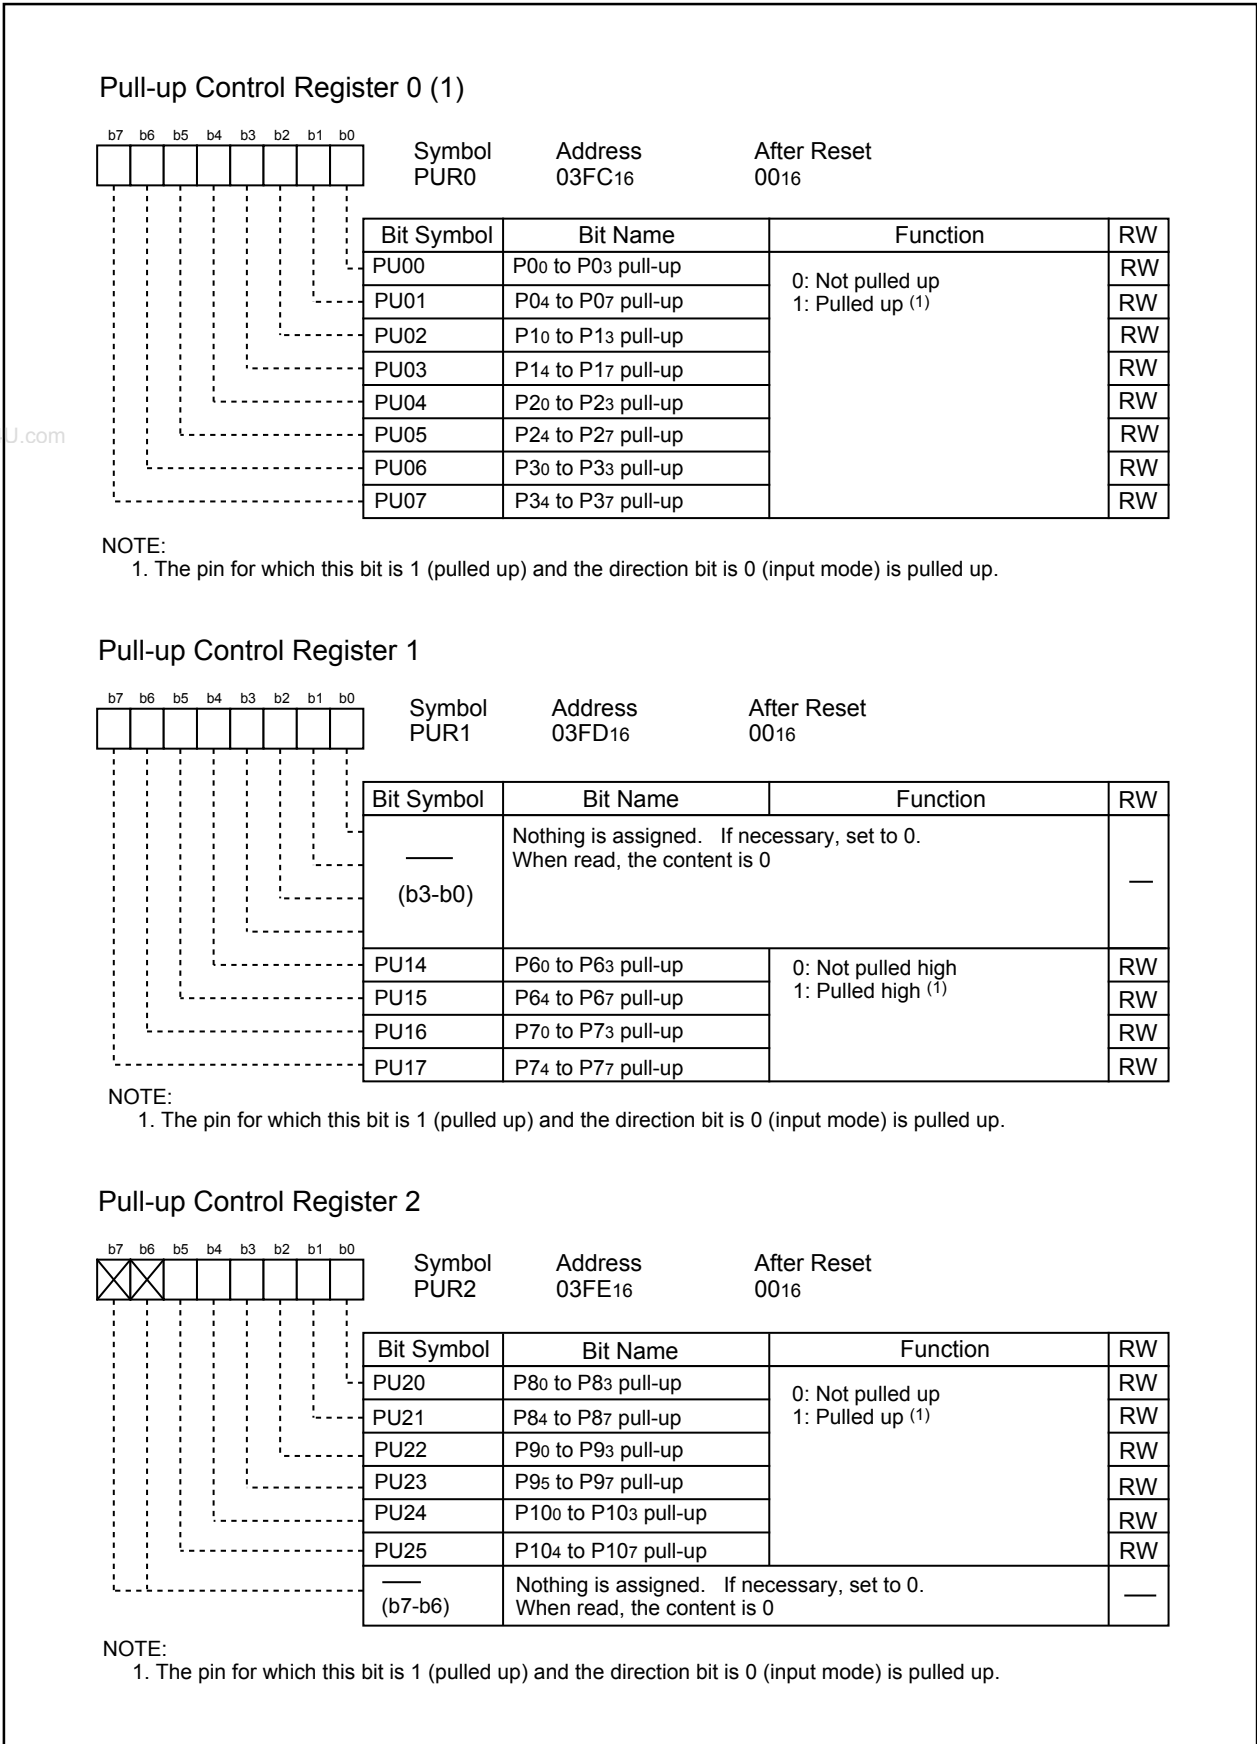 Pull-up Control Register 0 (1)
b7 b6 b5 b4 b3 b2 b1 b0
Symbol Address After Reset
PUR0 03FC16 0016
Bit Symbol Bit Name Function RW
PU00 P00 to P03 pull-up 0: Not pulled up RW
PU01 P04 to P07 pull-up 1: Pulled up (1) RW
PU02 P10 to P13 pull-up RW
PU03 P14 to P17 pull-up RW
PU04 P20 to P23 pull-up RW
U.com
PU05 P24 to P27 pull-up RW
PU06 P30 to P33 pull-up RW
PU07 P34 to P37 pull-up RW
NOTE:
1. The pin for which this bit is 1 (pulled up) and the direction bit is 0 (input mode) is pulled up.
Pull-up Control Register 1
b7 b6 b5 b4 b3 b2 b1 b0
Symbol Address After Reset
PUR1 03FD16 0016
Bit Symbol Bit Name Function RW
Nothing is assigned. If necessary, set to 0.
— When read, the content is 0
(b3-b0) —
PU14 P60 to P63 pull-up 0: Not pulled high RW
PU15 P64 to P67 pull-up 1: Pulled high (1) RW
PU16 P70 to P73 pull-up RW
PU17 P74 to P77 pull-up RW
NOTE:
1. The pin for which this bit is 1 (pulled up) and the direction bit is 0 (input mode) is pulled up.
Pull-up Control Register 2
b7 b6 b5 b4 b3 b2 b1 b0
Symbol Address After Reset
PUR2 03FE16 0016
Bit Symbol Bit Name Function RW
PU20 P80 to P83 pull-up 0: Not pulled up RW
PU21 P84 to P87 pull-up 1: Pulled up (1) RW
PU22 P90 to P93 pull-up RW
PU23 P95 to P97 pull-up RW
PU24 P100 to P103 pull-up RW
PU25 P104 to P107 pull-up RW
— Nothing is assigned. If necessary, set to 0. —
(b7-b6) When read, the content is 0
NOTE:
1. The pin for which this bit is 1 (pulled up) and the direction bit is 0 (input mode) is pulled up.